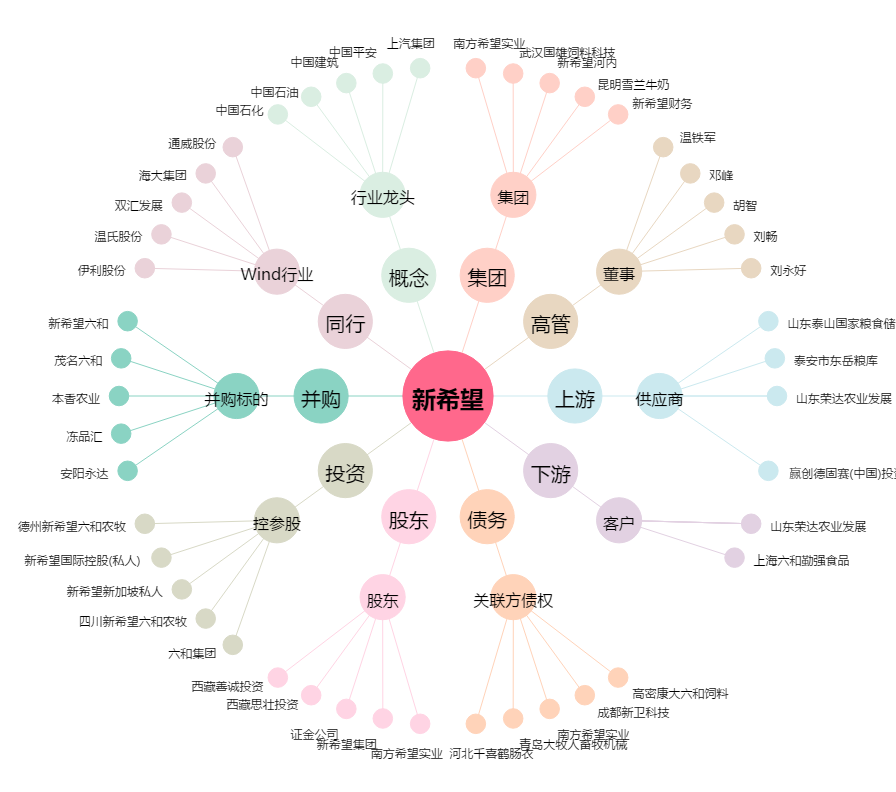 上汽集团
中国平安
中国建筑
中国石油
中国石化
行业龙头
概念
南方希望实业
武汉国雄饲料科技
新希望河内
昆明雪兰牛奶
新希望财务
集团
集团
通威股份
海大集团
双汇发展
温氏股份
伊利股份
Wind行业
同行
温铁军
邓峰
胡智
刘畅
刘永好
董事
高管
新希望六和
茂名六和
本香农业
冻品汇
安阳永达
并购标的
并购
新希望
上游
供应商
山东泰山国家粮食储
泰安市东岳粮库
山东荣达农业发展
赢创德固赛(中国)投资
投资
控参股
德州新希望六和农牧
新希望国际控股(私人)
新希望新加坡私人
四川新希望六和农牧
六和集团
下游
客户
山东荣达农业发展
上海六和勤强食品
股东
股东
西藏善诚投资
西藏思壮投资
证金公司
新希望集团
南方希望实业
债务
关联方债权
高密康大六和饲料
成都新卫科技
南方希望实业
青岛大牧人畜牧机械
河北千喜鹤肠衣